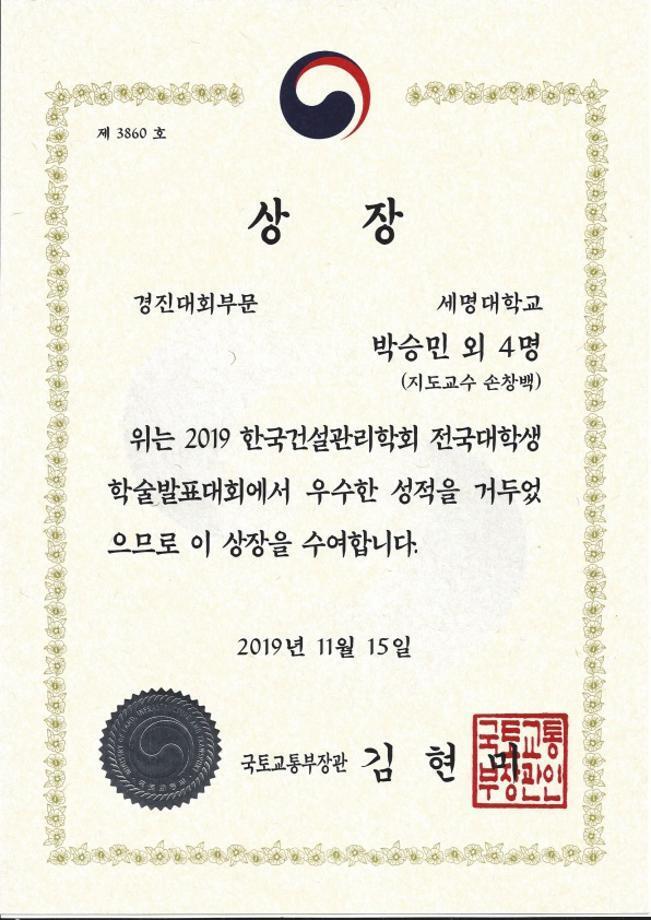 제 3860 호
상 장
경진대회부문 세명대학교
박승민 외 4명
(지도교수 손창백)
위는 2019 한국건설관리학회 전국대학생
학술발표대회에서 우수한 성적을 거두었
으므로 이 상장을 수여합니다.
2019년 11월 15일
국토교통부장관 김 현 미
국토교통
부장관인